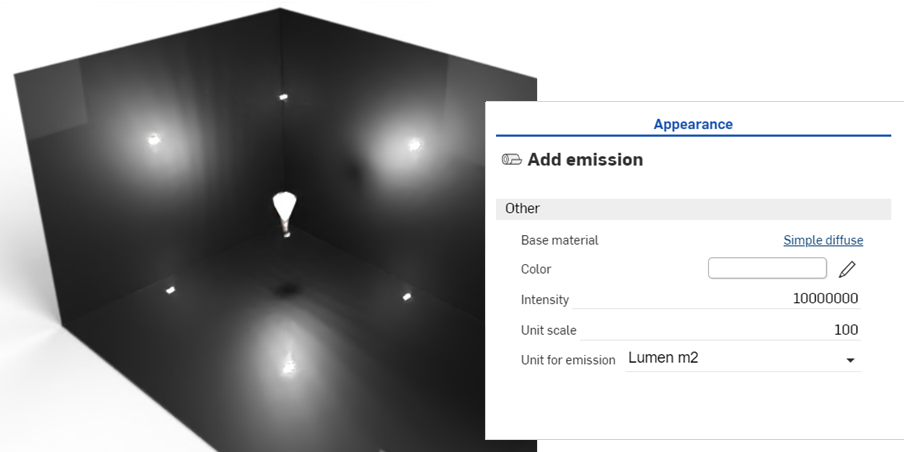 Appearance
Add emission
Other
Base material Simple diffuse
Color
Intensity 10000000
Unit scale 100
Unit for emission Lumen m2